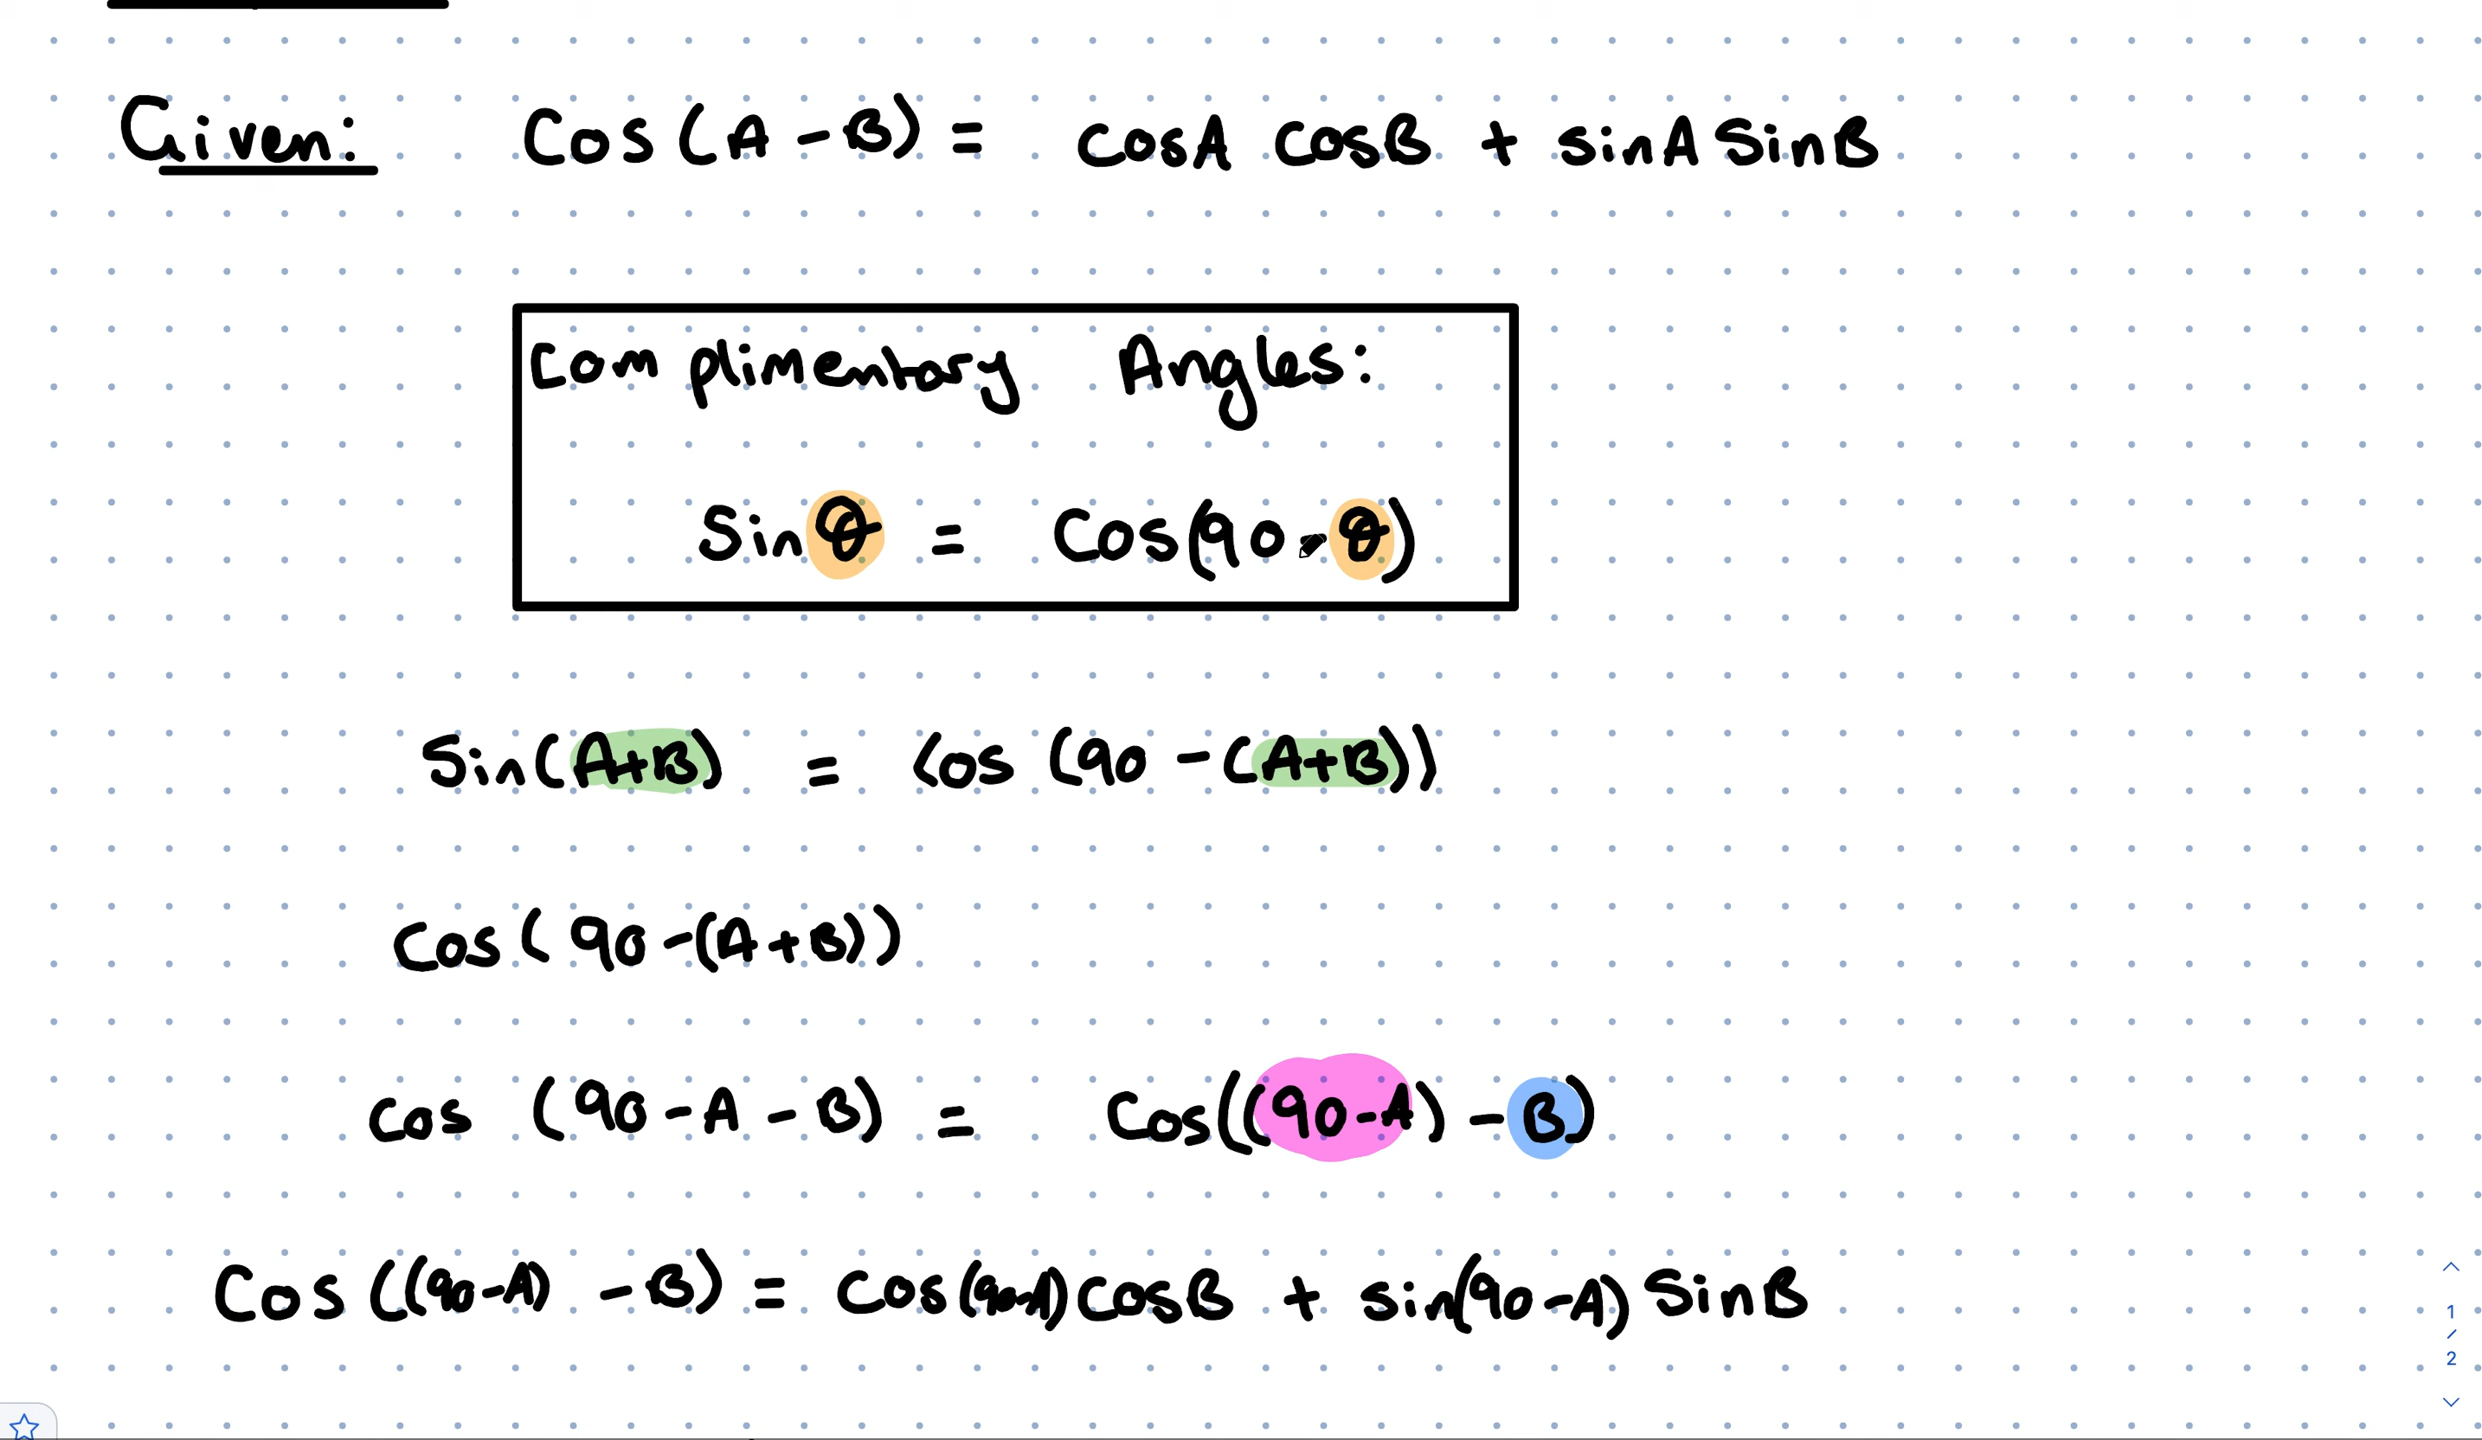 Given: Cos(A-B) = cosA cosB + sinA SinB
Complimentary Angles:
Sinθ = Cos(90-θ)
Sin(A+B) = Cos (90-(A+B))
Cos(90-(A+B))
cos (90-A-B) = Cos((90-A)-B)
Cos((90-A)-B) = Cos(90-A)cosB + sin(90-A) SinB
1
/
2